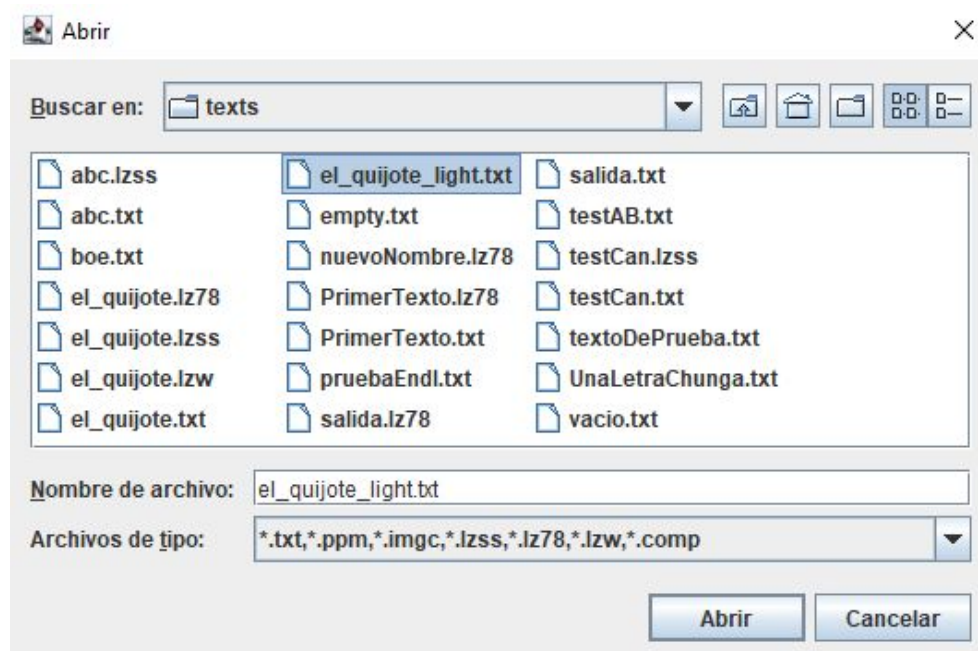 Abrir
Buscar en: texts
abc.lzss el_quijote_light.txt salida.txt
abc.txt empty.txt testAB.txt
boe.txt nuevoNombre.lz78 testCan.lzss
el_quijote.lz78 PrimerTexto.lz78 testCan.txt
el_quijote.lzss PrimerTexto.txt textoDePrueba.txt
el_quijote.lzw pruebaEndl.txt UnaLetraChunga.txt
el_quijote.txt salida.lz78 vacio.txt
Nombre de archivo: el_quijote_light.txt
Archivos de tipo: *.txt,*.ppm,*.imgc,*.lzss,*.lz78,*.lzw,*.comp
Abrir Cancelar